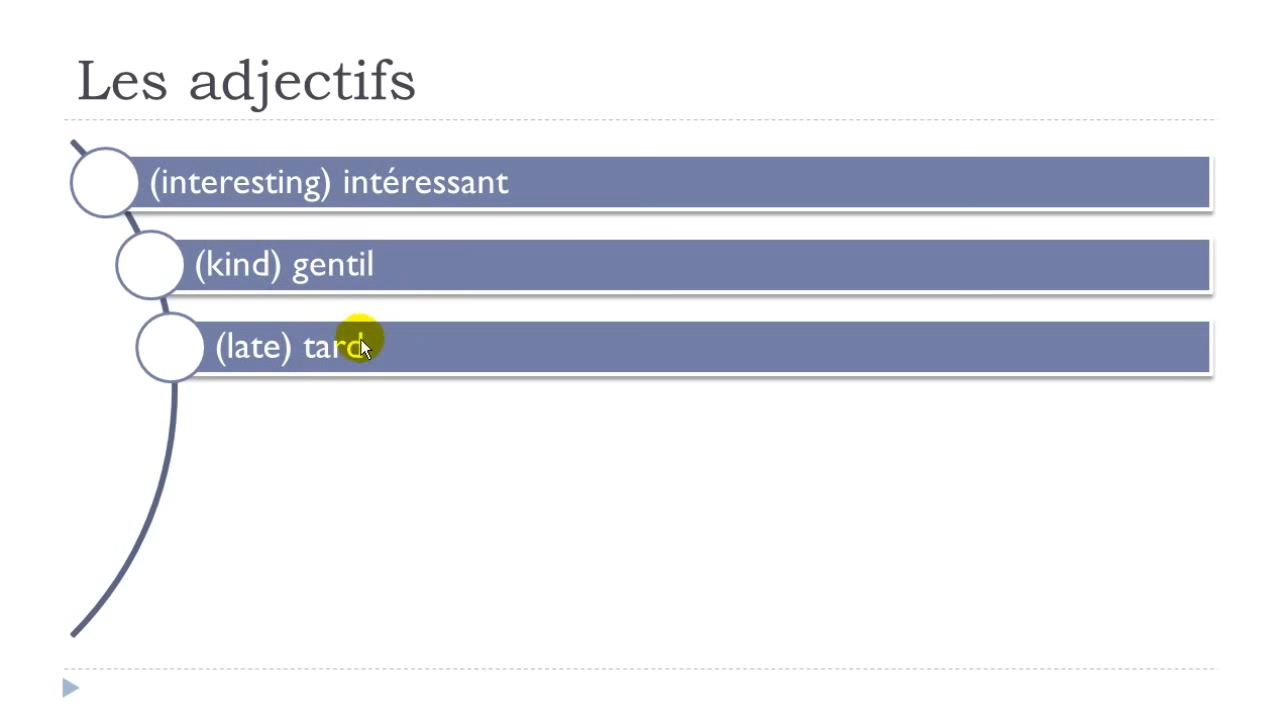 Les adjectifs
(interesting) intéressant
(kind) gentil
(late) tard